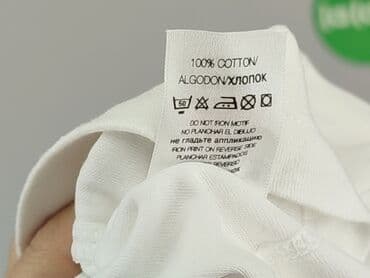 100% COTTON/
ALGODON/ХЛОПОК
50
DO NOT IRON MOTIF
NO PLANCHAR EL DIBUJO
не гладьте аппликацию
IRON PRINT ON REVERSE SIDE
PLANCHAR ESTAMPADOS